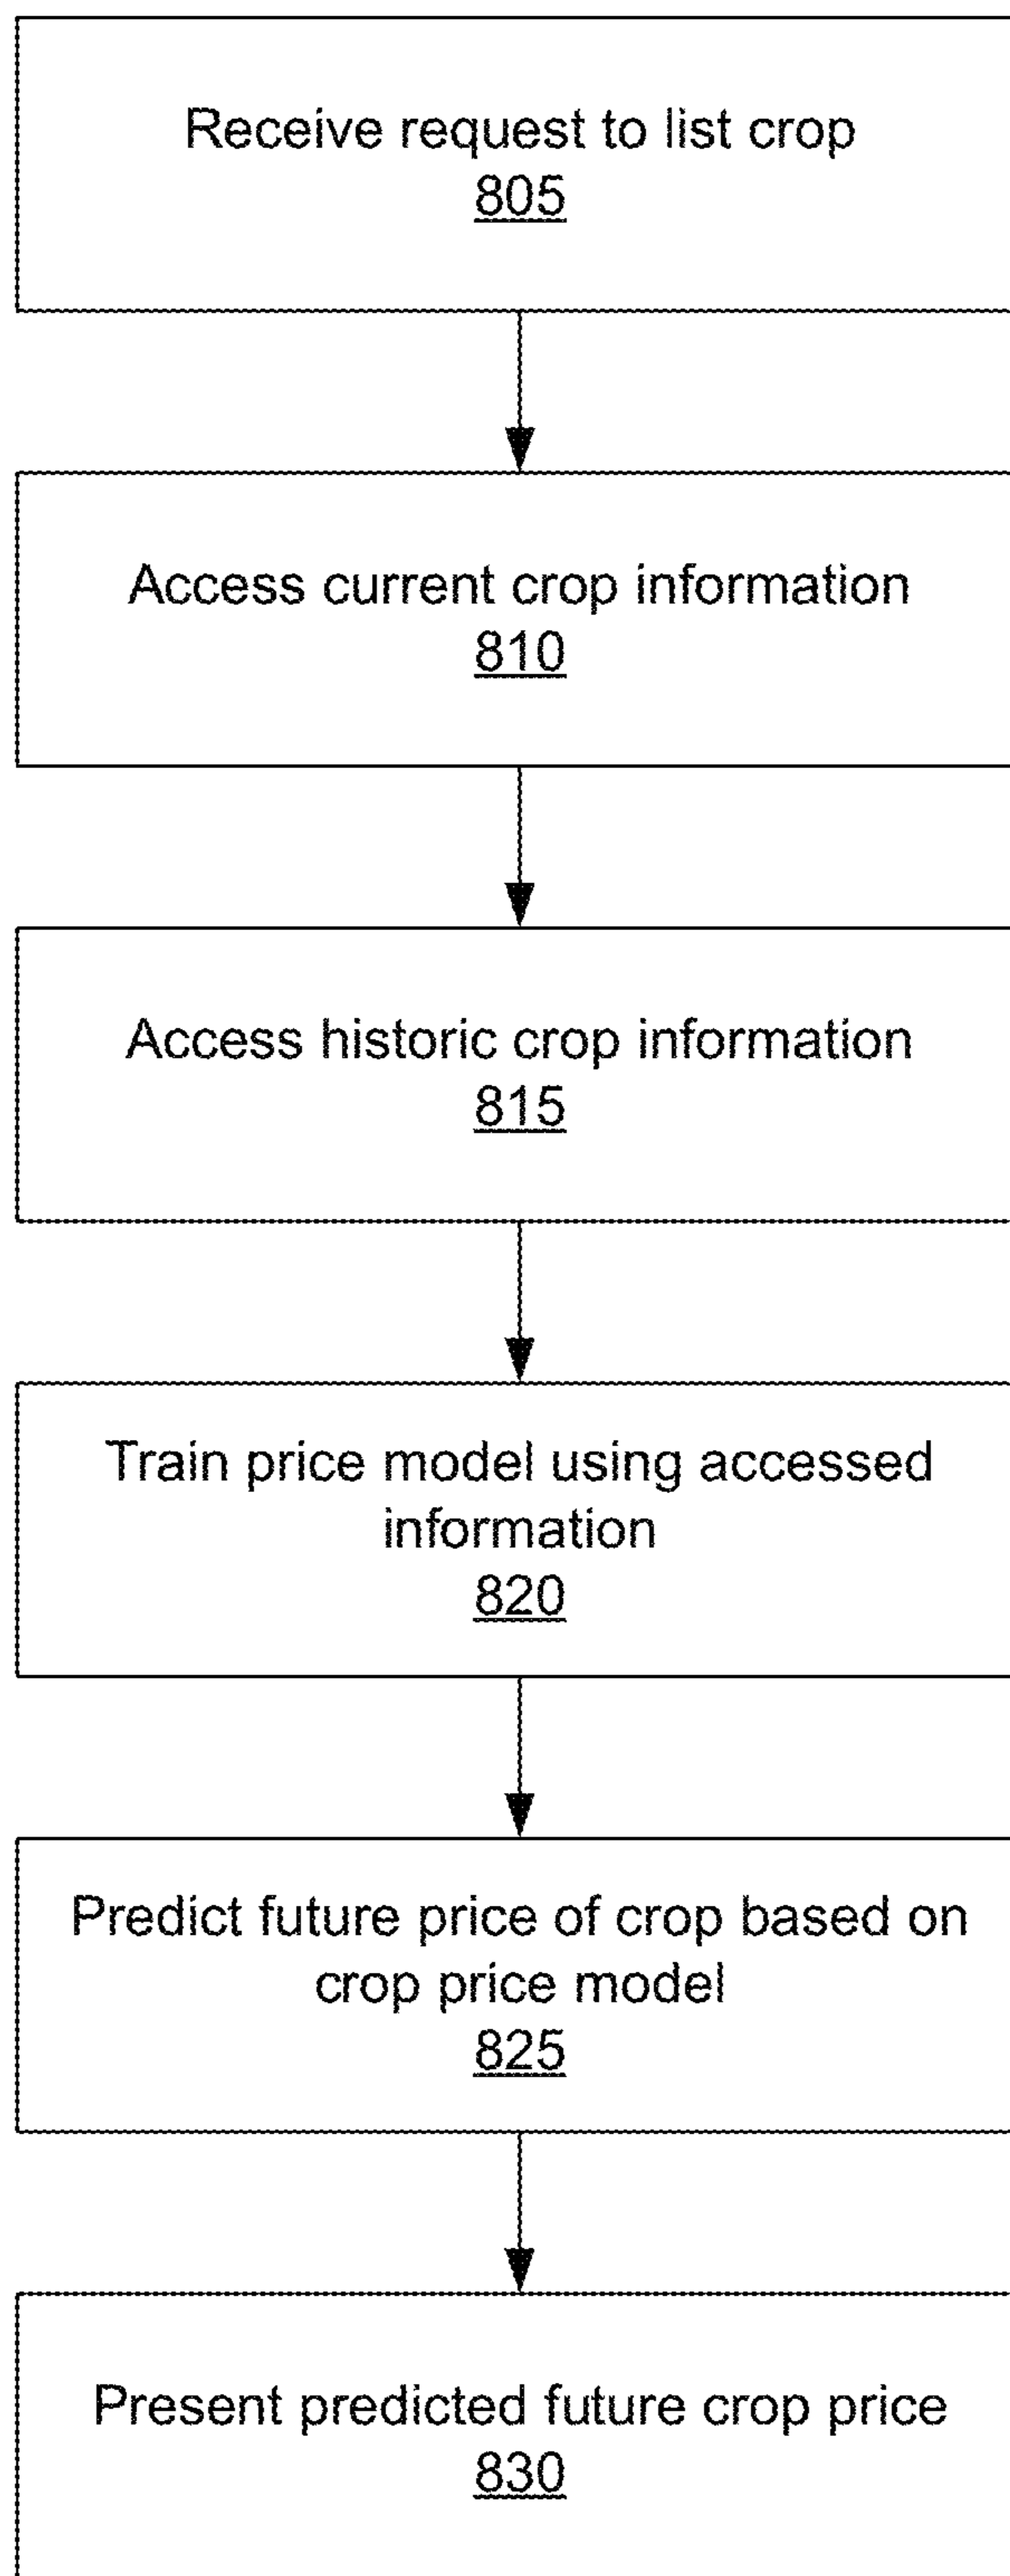 Receive request to list crop
805
Access current crop information
810
Access historic crop information
815
Train price model using accessed
information
820
Predict future price of crop based on
crop price model
825
Present predicted future crop price
830